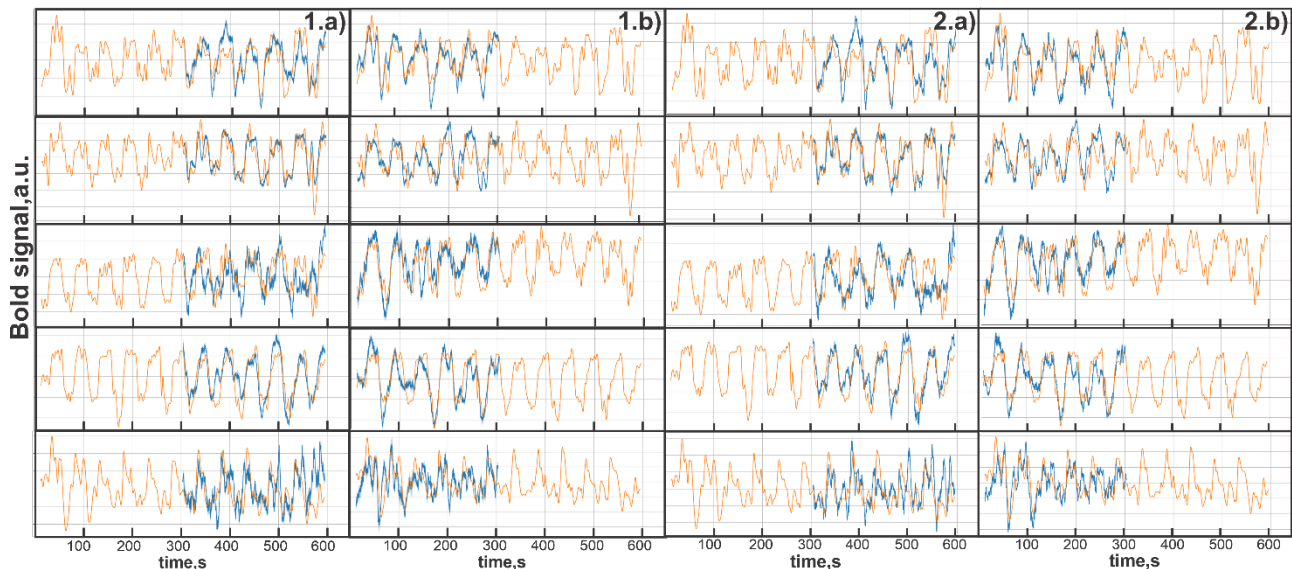 1.a) 1.b) 2.a) 2.b)
Bold signal,a.u.
100 200 300 400 500 600 100 200 300 400 500 600 100 200 300 400 500 600 100 200 300 400 500 600
time,s time,s time,s time,s